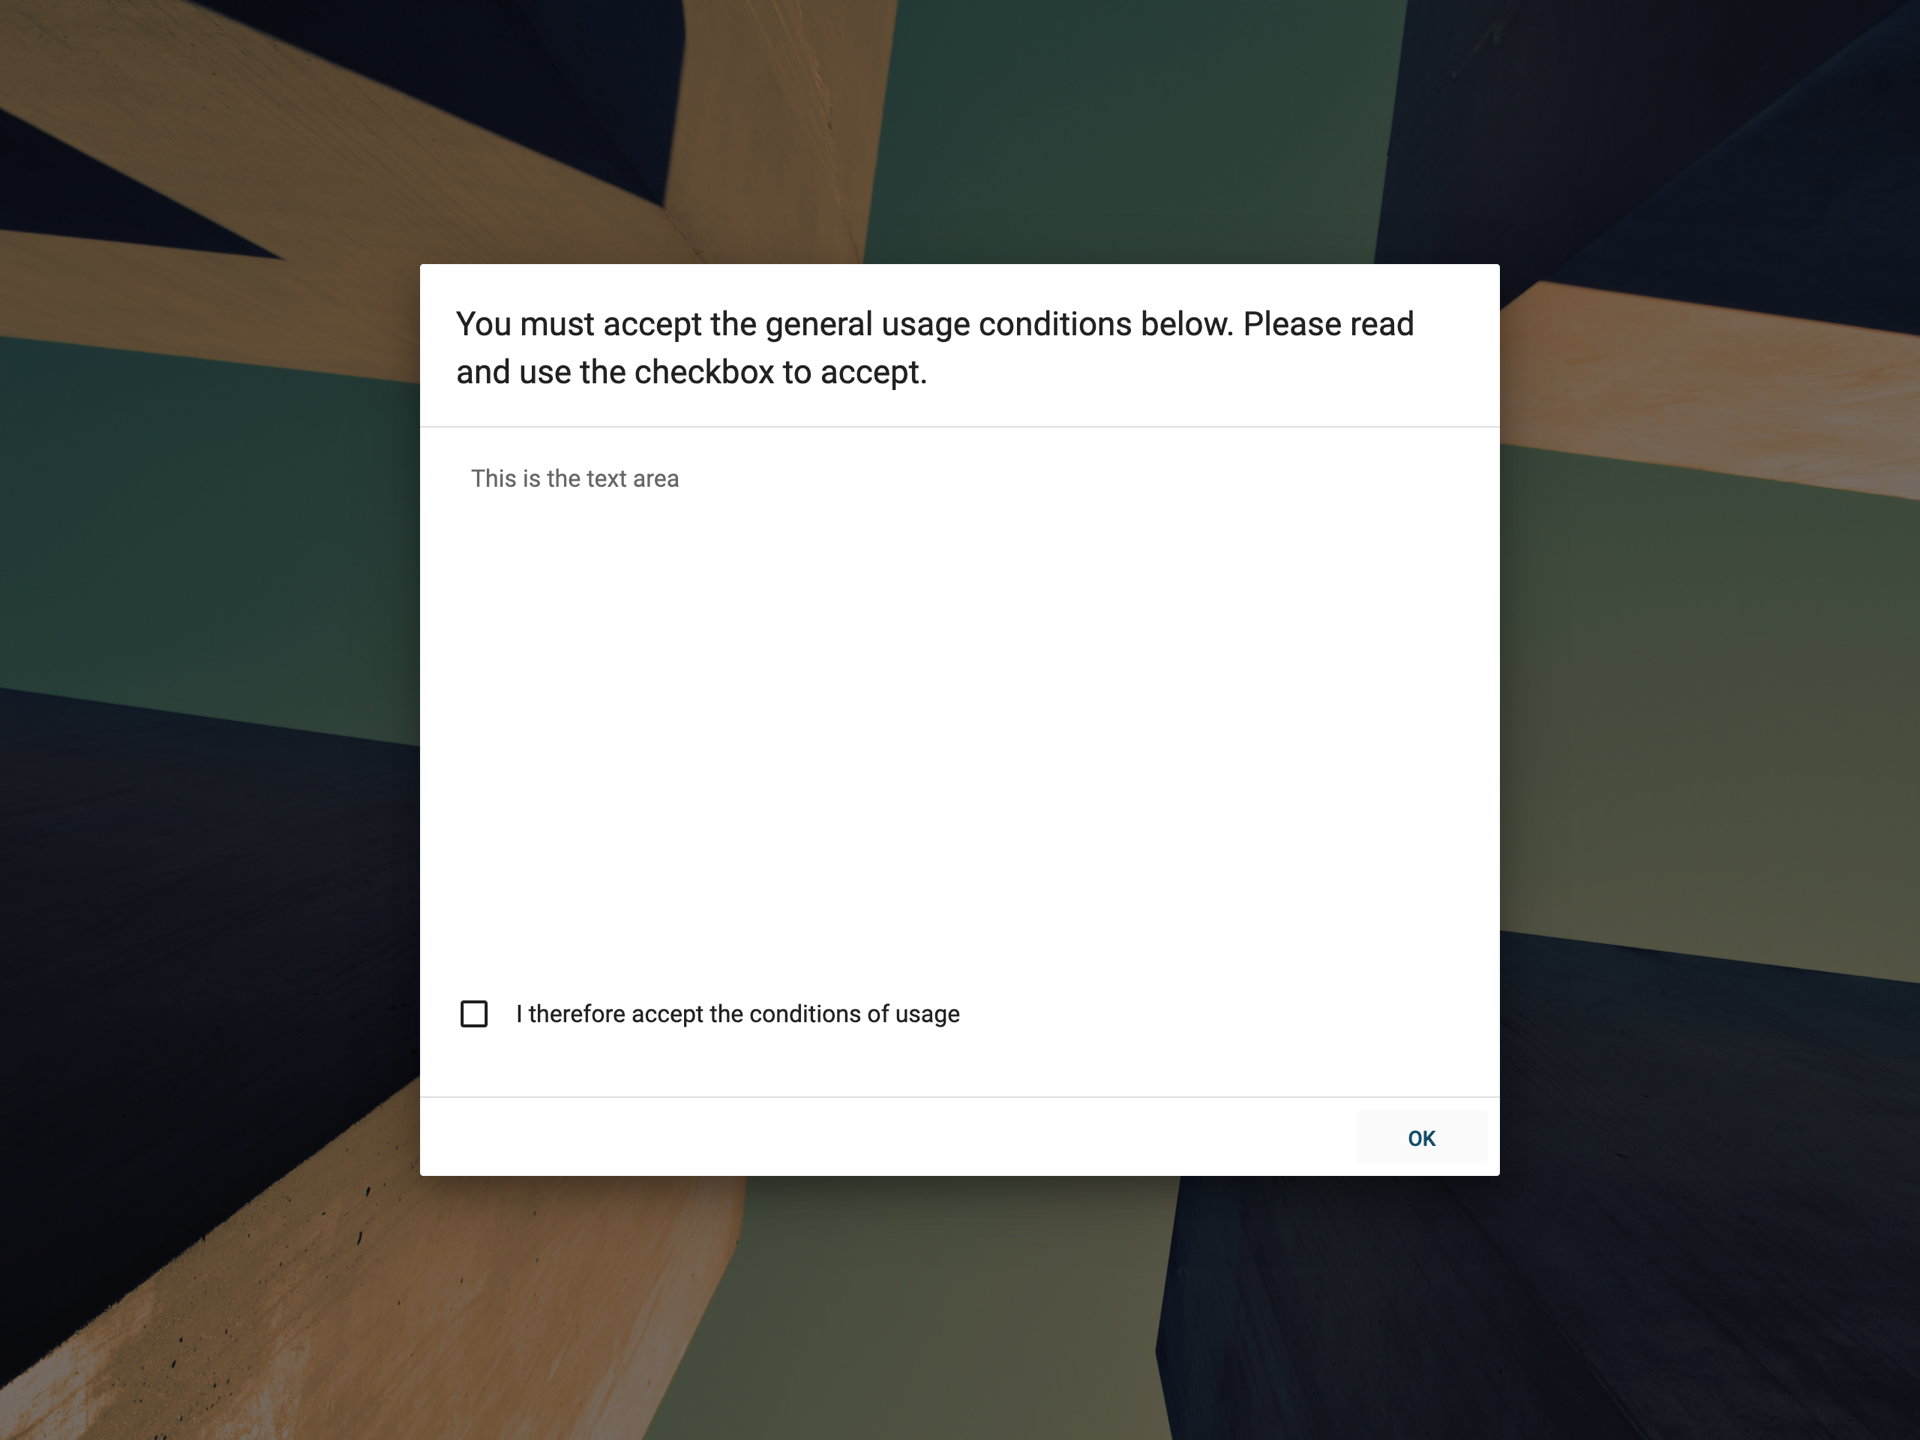 You must accept the general usage conditions below. Please read
and use the checkbox to accept.
This is the text area
I therefore accept the conditions of usage
OK